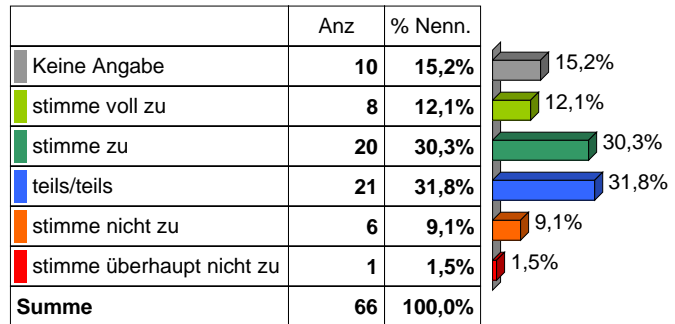 Anz % Nenn.
Keine Angabe 10 15,2% 15,2%
stimme voll zu 8 12,1% 12,1%
stimme zu 20 30,3% 30,3%
teils/teils 21 31,8% 31,8%
stimme nicht zu 6 9,1% 9,1%
stimme überhaupt nicht zu 1 1,5% 1,5%
Summe 66 100,0%